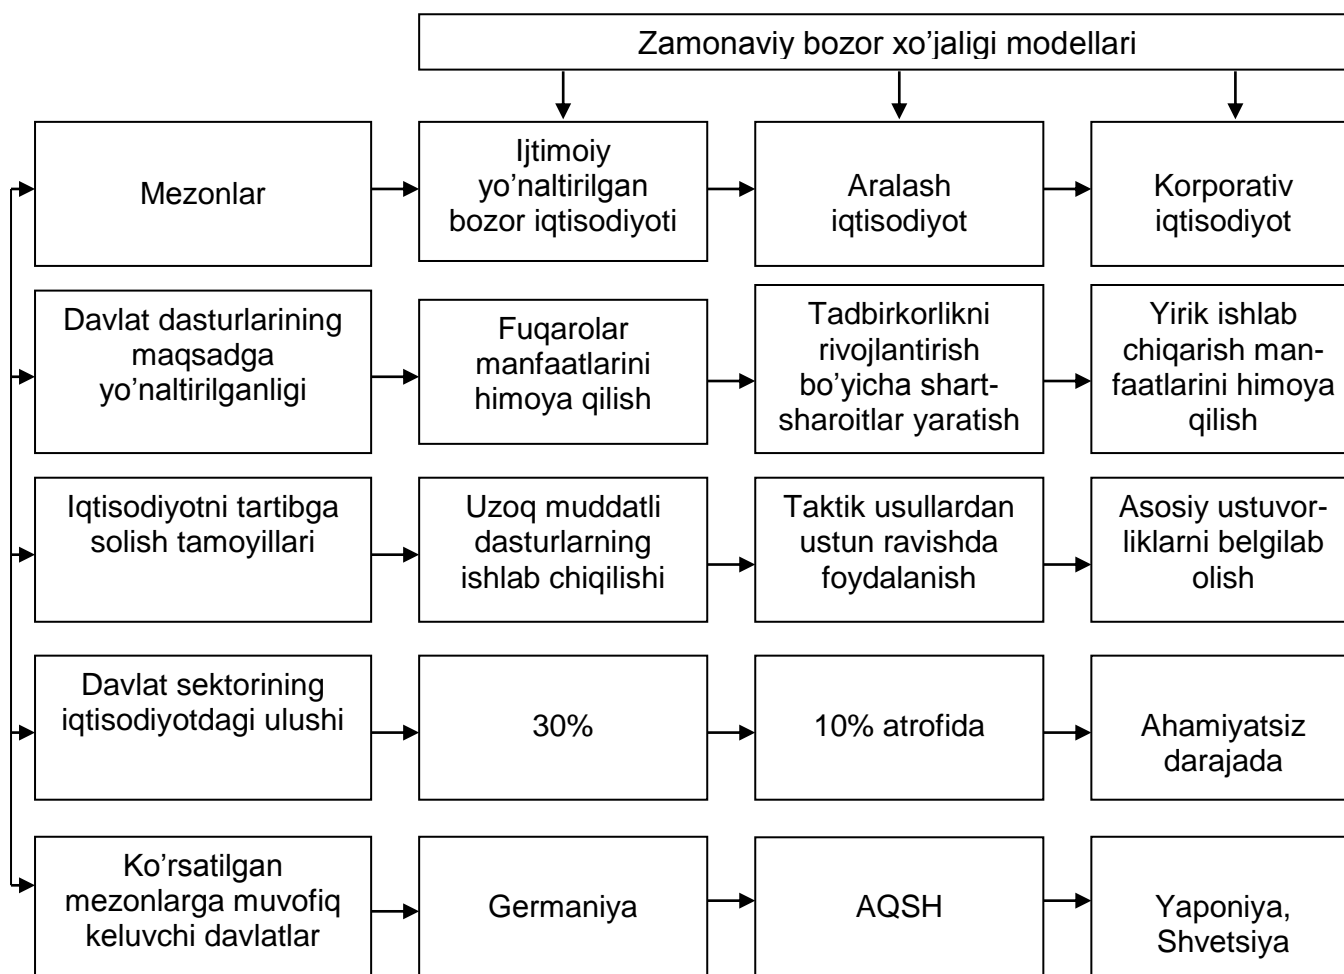 Zamonaviy bozor xo’jaligi modellari
Mezonlar
Ijtimoiy
yo’naltirilgan
bozor iqtisodiyoti
Aralash
iqtisodiyot
Korporativ
iqtisodiyot
Davlat dasturlarining
maqsadga
yo’naltirilganligi
Fuqarolar
manfaatlarini
himoya qilish
Tadbirkorlikni
rivojlantirish
bo’yicha shart-
sharoitlar yaratish
Yirik ishlab
chiqarish man-
faatlarini himoya
qilish
Iqtisodiyotni tartibga
solish tamoyillari
Uzoq muddatli
dasturlarning
ishlab chiqilishi
Taktik usullardan
ustun ravishda
foydalanish
Asosiy ustuvor-
liklarni belgilab
olish
Davlat sektorining
iqtisodiyotdagi ulushi
30%
10% atrofida
Ahamiyatsiz
darajada
Ko’rsatilgan
mezonlarga muvofiq
keluvchi davlatlar
Germaniya
AQSH
Yaponiya,
Shvetsiya